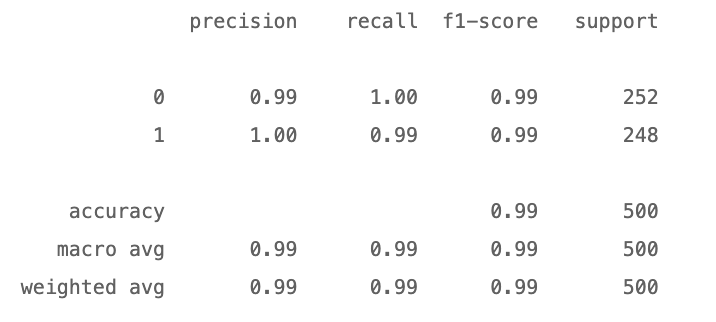 precision recall f1-score support
0 0.99 1.00 0.99 252
1 1.00 0.99 0.99 248
accuracy 0.99 500
macro avg 0.99 0.99 0.99 500
weighted avg 0.99 0.99 0.99 500